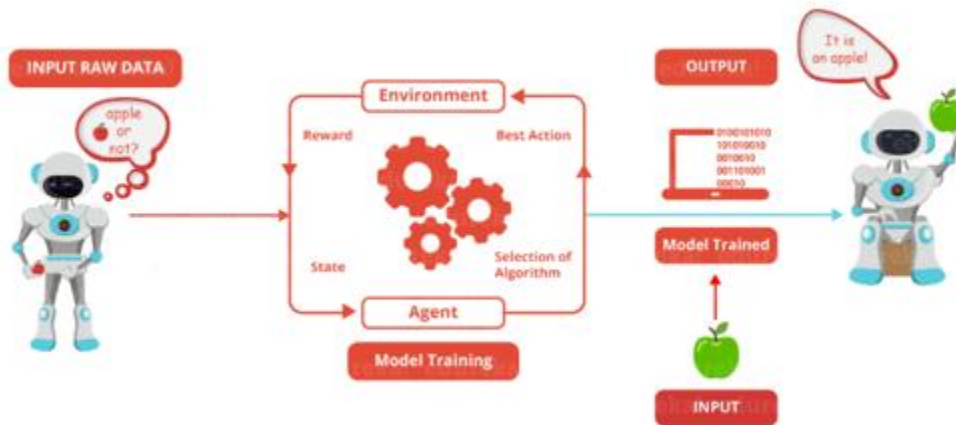 INPUT RAW DATA
apple
or
not?
Environment
Reward
Best Action
State
Selection of
Algorithm
Agent
Model Training
OUTPUT
0100101010
101010010
0010010
001101001
00010
Model Trained
INPUT
It is
an apple!